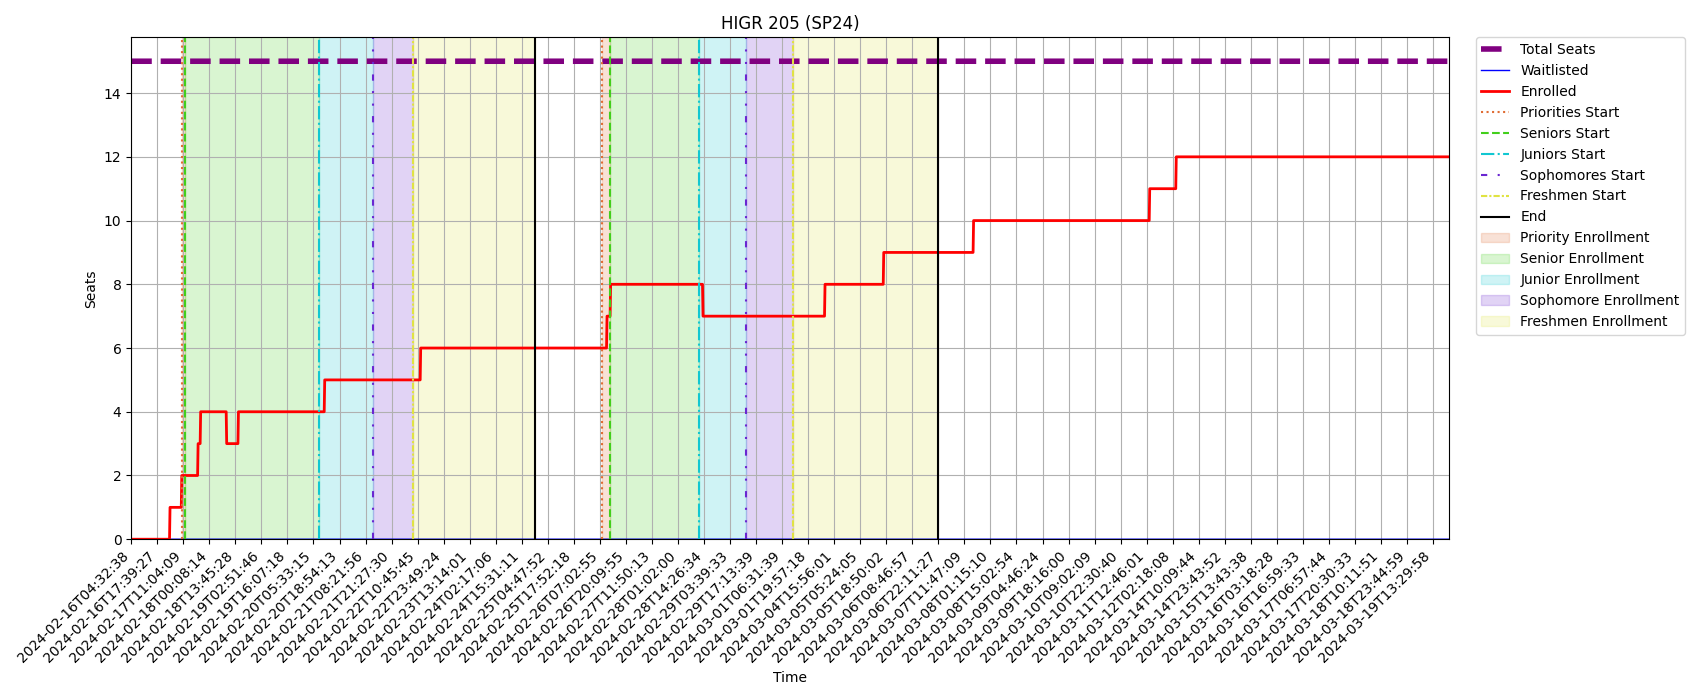 HIGR 205 (SP24)
Seats
14
12
10
8
6
4
2
0
2024-02-16T04:32:38
2024-02-16T17:39:27
2024-02-17T11:04:09
2024-02-18T00:08:14
2024-02-18T13:45:28
2024-02-19T02:51:46
2024-02-19T16:07:18
2024-02-20T05:33:15
2024-02-20T18:54:13
2024-02-21T08:21:56
2024-02-21T21:27:30
2024-02-22T10:45:45
2024-02-22T23:49:24
2024-02-23T13:14:01
2024-02-24T02:17:06
2024-02-24T15:31:11
2024-02-25T04:47:52
2024-02-25T17:52:18
2024-02-26T07:02:55
2024-02-26T20:09:55
2024-02-27T11:50:13
2024-02-28T01:02:00
2024-02-28T14:26:34
2024-02-29T03:39:33
2024-02-29T17:13:39
2024-03-01T06:31:39
2024-03-01T19:57:18
2024-03-04T15:56:01
2024-03-05T05:24:05
2024-03-05T18:50:02
2024-03-06T08:46:57
2024-03-06T22:11:27
2024-03-07T11:47:09
2024-03-08T01:15:10
2024-03-08T15:02:54
2024-03-09T04:46:24
2024-03-09T18:16:00
2024-03-10T09:02:09
2024-03-10T22:30:40
2024-03-11T12:46:01
2024-03-12T02:18:08
2024-03-14T10:09:44
2024-03-14T23:43:52
2024-03-15T13:43:38
2024-03-16T03:18:28
2024-03-16T16:59:33
2024-03-17T06:57:44
2024-03-17T20:30:33
2024-03-18T10:11:51
2024-03-18T23:44:59
2024-03-19T13:29:58
Time
Total Seats
Waitlisted
Enrolled
Priorities Start
Seniors Start
Juniors Start
Sophomores Start
Freshmen Start
End
Priority Enrollment
Senior Enrollment
Junior Enrollment
Sophomore Enrollment
Freshmen Enrollment